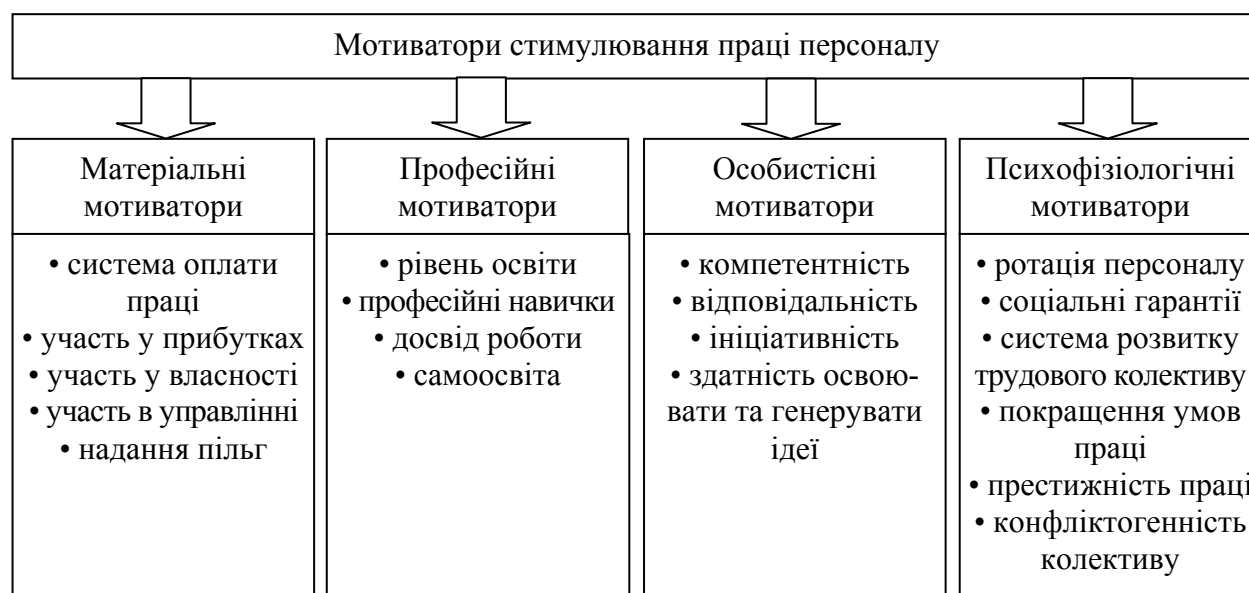 Мотиватори стимулювання праці персоналу
Матеріальні
мотиватори
• система оплати
праці
• участь у прибутках
• участь у власності
• участь в управлінні
• надання пільг
Професійні
мотиватори
• рівень освіти
• професійні навички
• досвід роботи
• самоосвіта
Особистісні
мотиватори
• компетентність
• відповідальність
• ініціативність
• здатність освою-
вати та генерувати
ідеї
Психофізіологічні
мотиватори
• ротація персоналу
• соціальні гарантії
• система розвитку
трудового колективу
• покращення умов
праці
• престижність праці
• конфліктогенність
колективу